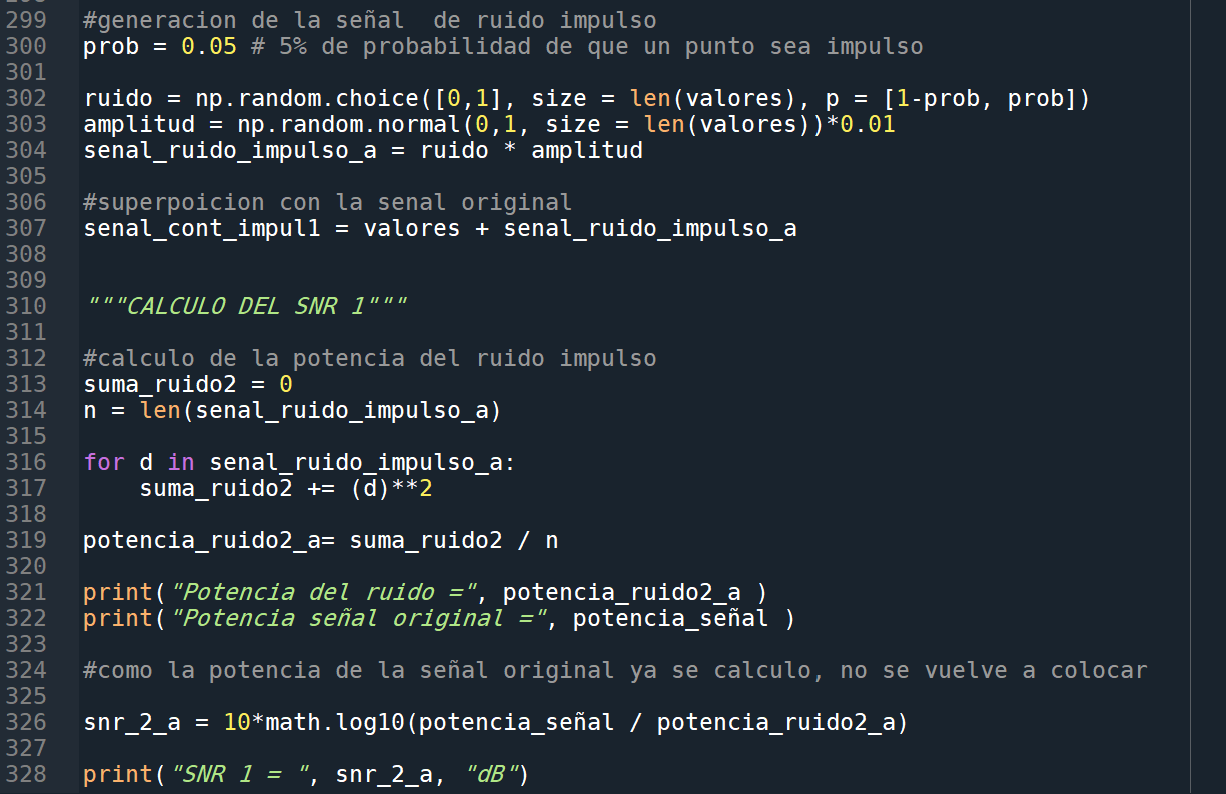 299 #generacion de la señal  de ruido impulso
300 prob = 0.05 # 5% de probabilidad de que un punto sea impulso
301
302 ruido = np.random.choice([0,1], size = len(valores), p = [1-prob, prob])
303 amplitud = np.random.normal(0,1, size = len(valores))*0.01
304 senal_ruido_impulso_a = ruido * amplitud
305
306 #superpoicion con la senal original
307 senal_cont_impul1 = valores + senal_ruido_impulso_a
308
309
310 """CALCULO DEL SNR 1"""
311
312 #calculo de la potencia del ruido impulso
313 suma_ruido2 = 0
314 n = len(senal_ruido_impulso_a)
315
316 for d in senal_ruido_impulso_a:
317     suma_ruido2 += (d)**2
318
319 potencia_ruido2_a= suma_ruido2 / n
320
321 print("Potencia del ruido =", potencia_ruido2_a )
322 print("Potencia señal original =", potencia_señal )
323
324 #como la potencia de la señal original ya se calculo, no se vuelve a colocar
325
326 snr_2_a = 10*math.log10(potencia_señal / potencia_ruido2_a)
327
328 print("SNR 1 = ", snr_2_a, "dB")